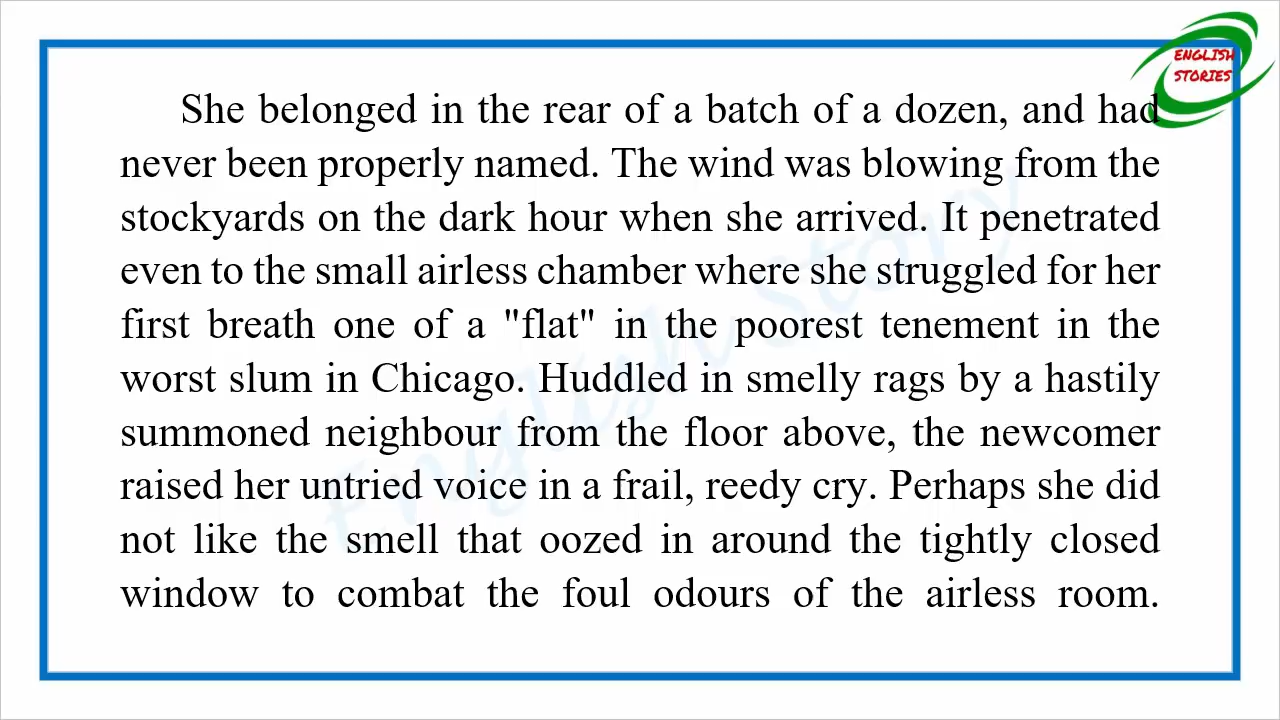 ENGLISH
STORIES
She belonged in the rear of a batch of a dozen, and had
never been properly named. The wind was blowing from the
stockyards on the dark hour when she arrived. It penetrated
even to the small airless chamber where she struggled for her
first breath one of a "flat" in the poorest tenement in the
worst slum in Chicago. Huddled in smelly rags by a hastily
summoned neighbour from the floor above, the newcomer
raised her untried voice in a frail, reedy cry. Perhaps she did
not like the smell that oozed in around the tightly closed
window to combat the foul odours of the airless room.
English Story